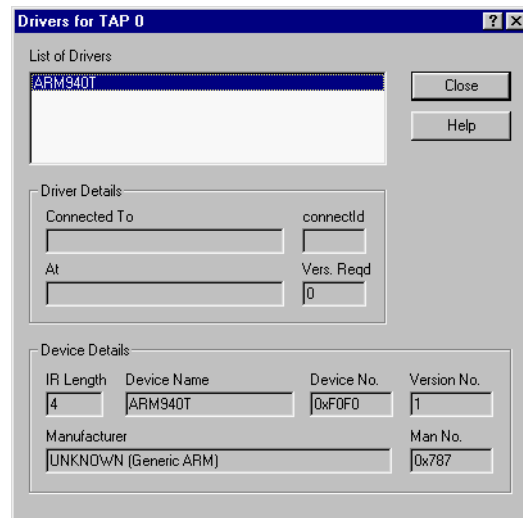 Drivers for TAP 0
List of Drivers
ARM940T
Close
Help
Driver Details
Connected To connectId
At Vers. Reqd
0
Device Details
IR Length Device Name Device No. Version No.
4 ARM940T 0xF0F0 1
Manufacturer Man No.
UNKNOWN (Generic ARM) 0x787